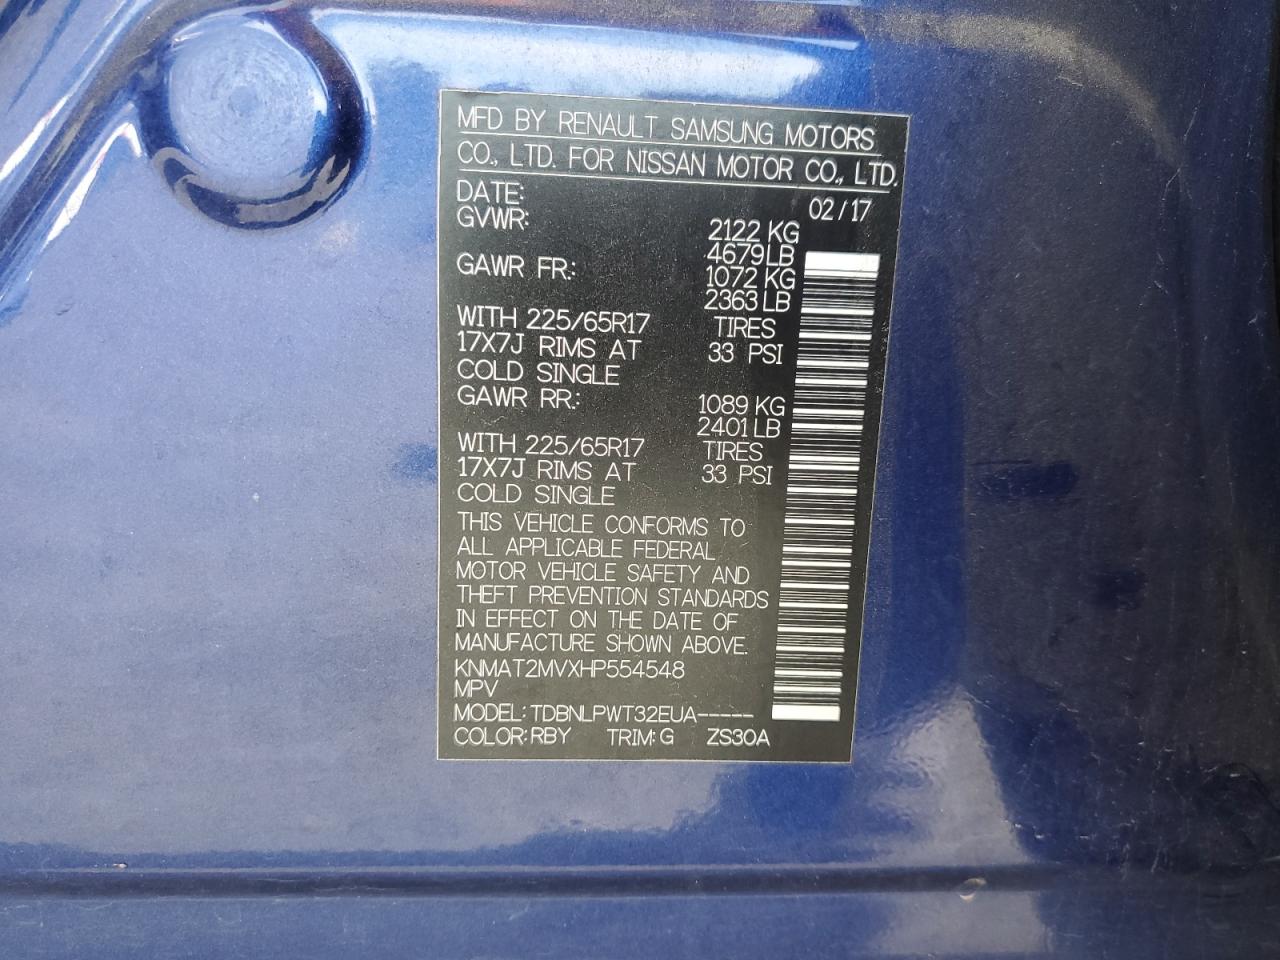 MFD BY RENAULT SAMSUNG MOTORS
CO., LTD. FOR NISSAN MOTOR CO., LTD.
DATE: 02/17
GVWR: 2122 KG
4679 LB
GAWR FR.: 1072 KG
2363 LB
WITH 225/65R17 TIRES
17X7J RIMS AT 33 PSI
COLD SINGLE
GAWR RR.: 1089 KG
2401 LB
WITH 225/65R17 TIRES
17X7J RIMS AT 33 PSI
COLD SINGLE
THIS VEHICLE CONFORMS TO
ALL APPLICABLE FEDERAL
MOTOR VEHICLE SAFETY AND
THEFT PREVENTION STANDARDS
IN EFFECT ON THE DATE OF
MANUFACTURE SHOWN ABOVE.
KNMAT2MVXHP554548
MPV
MODEL: TDBNLPWT32EUA-----
COLOR: RBY TRIM: G ZS30A